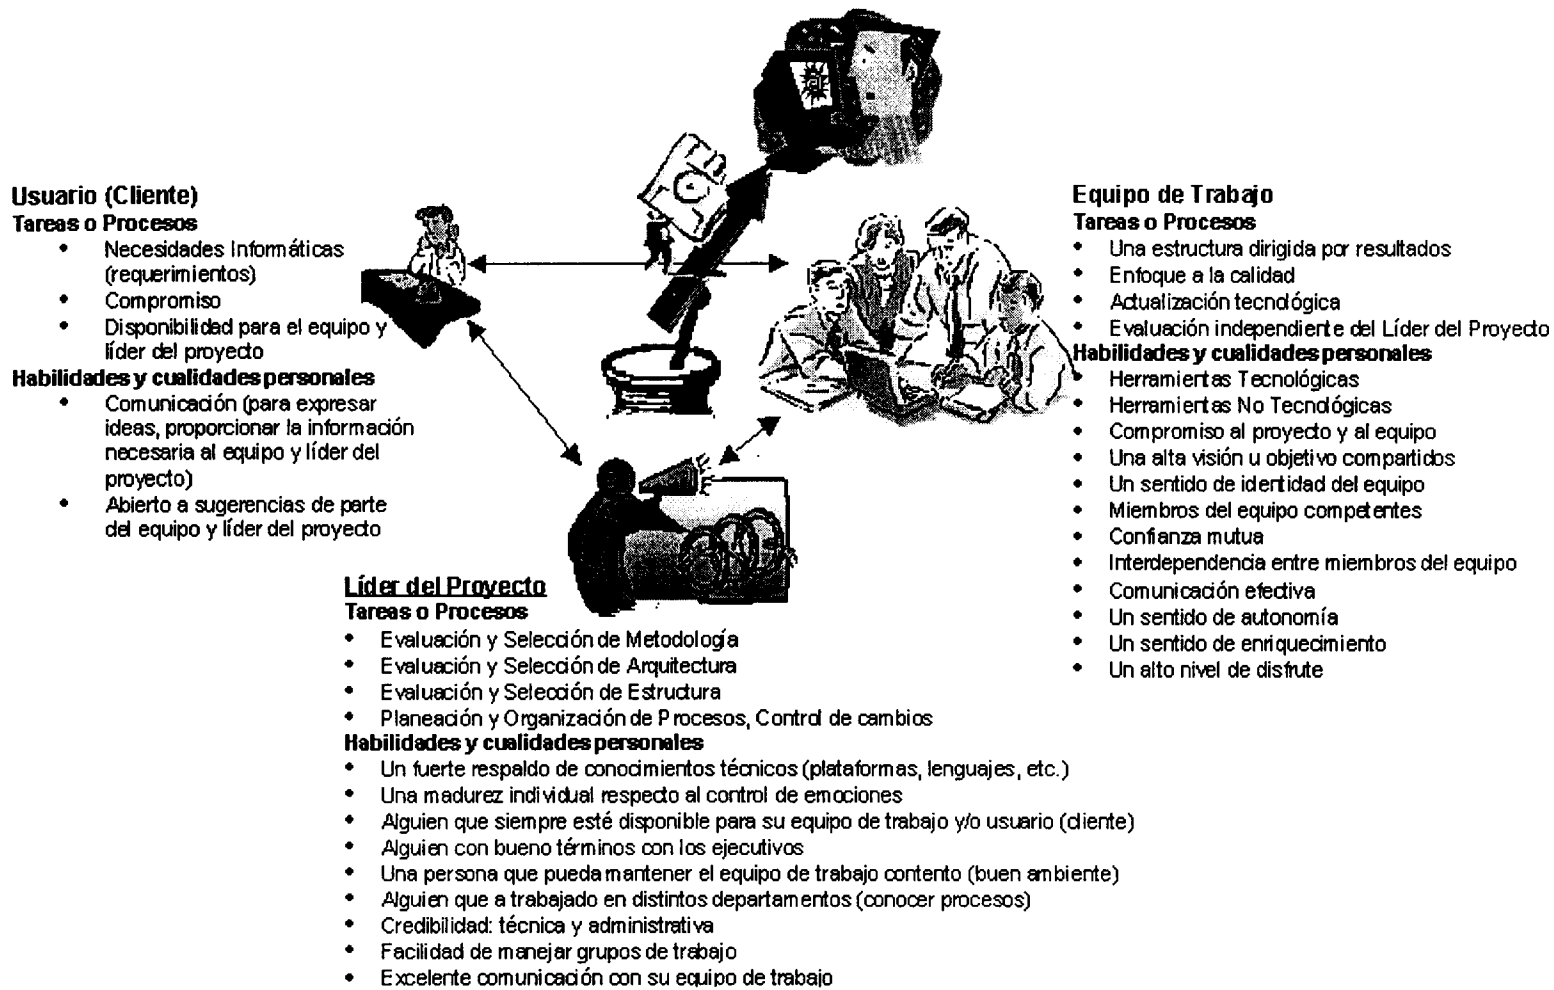 Usuario (Cliente)
Tareas o Procesos
• Necesidades Informáticas
(requerimientos)
• Compromiso
• Disponibilidad para el equipo y
líder del proyecto
Habilidades y cualidades personales
• Comunicación (para expresar
ideas, proporcionar la información
necesaria al equipo y líder del
proyecto)
• Abierto a sugerencias de parte
del equipo y líder del proyecto
Equipo de Trabajo
Tareas o Procesos
• Una estructura dirigida por resultados
• Enfoque a la calidad
• Actualización tecnológica
• Evaluación independiente del Líder del Proyecto
Habilidades y cualidades personales
• Herramientas Tecnológicas
• Herramientas No Tecnológicas
• Compromiso al proyecto y al equipo
• Una alta visión u objetivo compartidos
• Un sentido de identidad del equipo
• Miembros del equipo competentes
• Confianza mutua
• Interdependencia entre miembros del equipo
• Comunicación efectiva
• Un sentido de autonomía
• Un sentido de enriquecimiento
• Un alto nivel de disfrute
Líder del Proyecto
Tareas o Procesos
• Evaluación y Selección de Metodología
• Evaluación y Selección de Arquitectura
• Evaluación y Selección de Estructura
• Planeación y Organización de Procesos, Control de cambios
Habilidades y cualidades personales
• Un fuerte respaldo de conocimientos técnicos (plataformas, lenguajes, etc.)
• Una madurez individual respecto al control de emociones
• Alguien que siempre esté disponible para su equipo de trabajo y/o usuario (cliente)
• Alguien con bueno términos con los ejecutivos
• Una persona que pueda mantener el equipo de trabajo contento (buen ambiente)
• Alguien que a trabajado en distintos departamentos (conocer procesos)
• Credibilidad: técnica y administrativa
• Facilidad de manejar grupos de trabajo
• Excelente comunicación con su equipo de trabajo